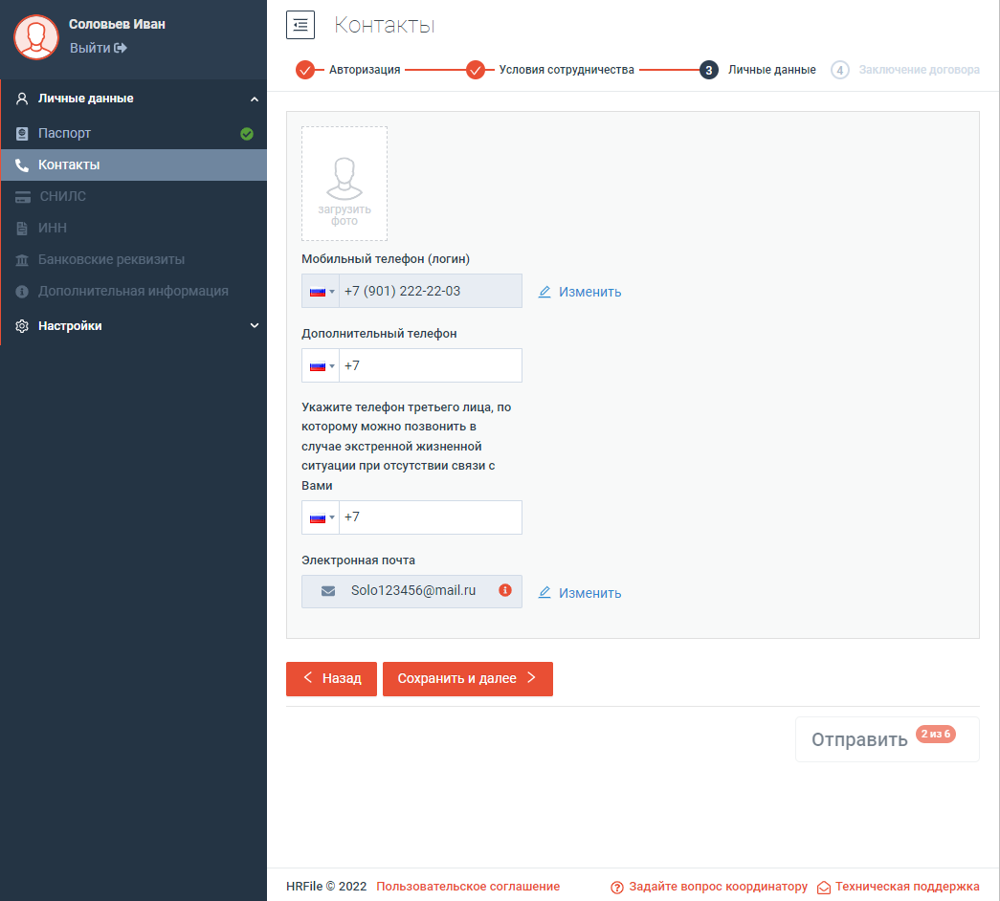 Соловьев Иван
Выйти
Личные данные
Паспорт
Контакты
СНИЛС
ИНН
Банковские реквизиты
Дополнительная информация
Настройки
Контакты
Авторизация
Условия сотрудничества
3 Личные данные
4 Заключение договора
загрузить
фото
Мобильный телефон (логин)
+7 (901) 222-22-03
Изменить
Дополнительный телефон
+7
Укажите телефон третьего лица, по
которому можно позвонить в
случае экстренной жизненной
ситуации при отсутствии связи с
Вами
+7
Электронная почта
Solo123456@mail.ru
Изменить
Назад
Сохранить и далее
Отправить 2 из 6
HRFile © 2022 Пользовательское соглашение
Задайте вопрос координатору
Техническая поддержка